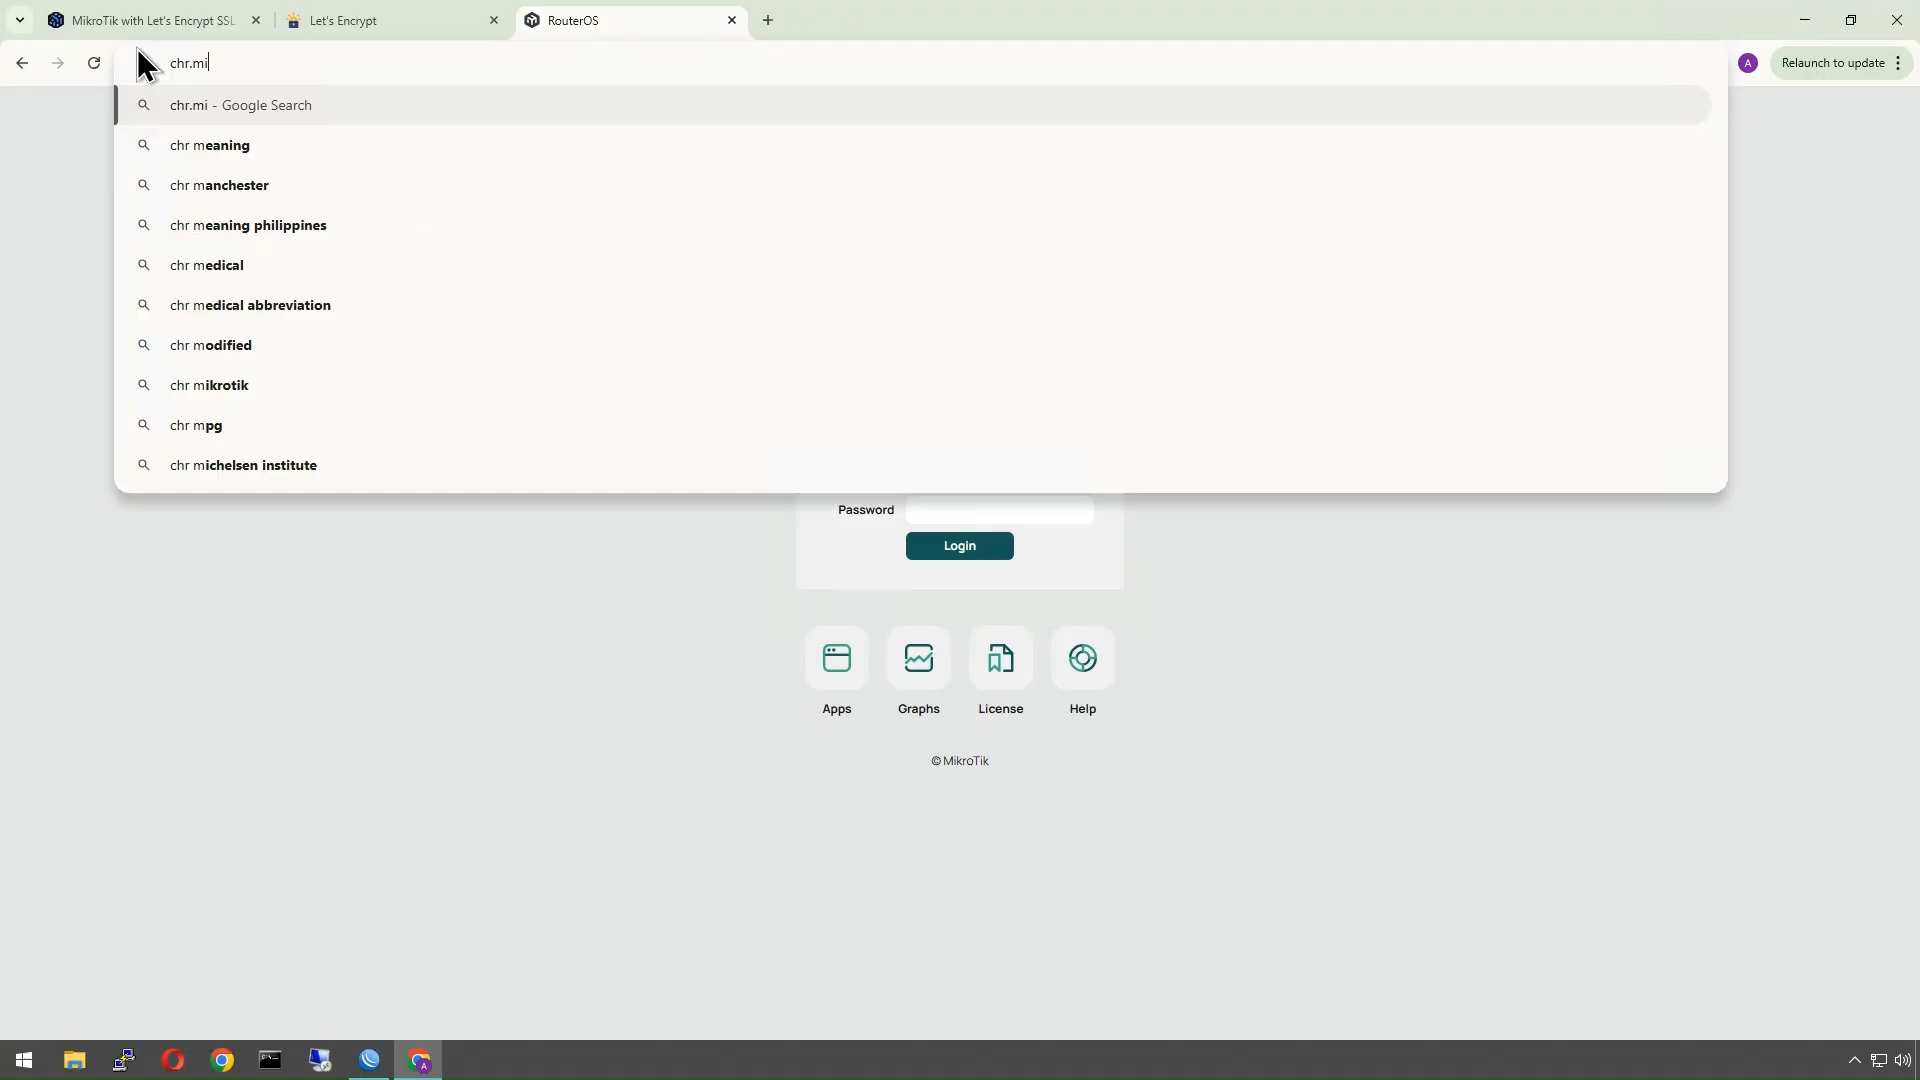 MikroTik with Let's Encrypt SSL
Let's Encrypt
RouterOS
chr.mi
A
Relaunch to update
chr.mi - Google Search
chr meaning
chr manchester
chr meaning philippines
chr medical
chr medical abbreviation
chr modified
chr mikrotik
chr mpg
chr michelsen institute
Password
Login
Apps
Graphs
License
Help
© MikroTik
A